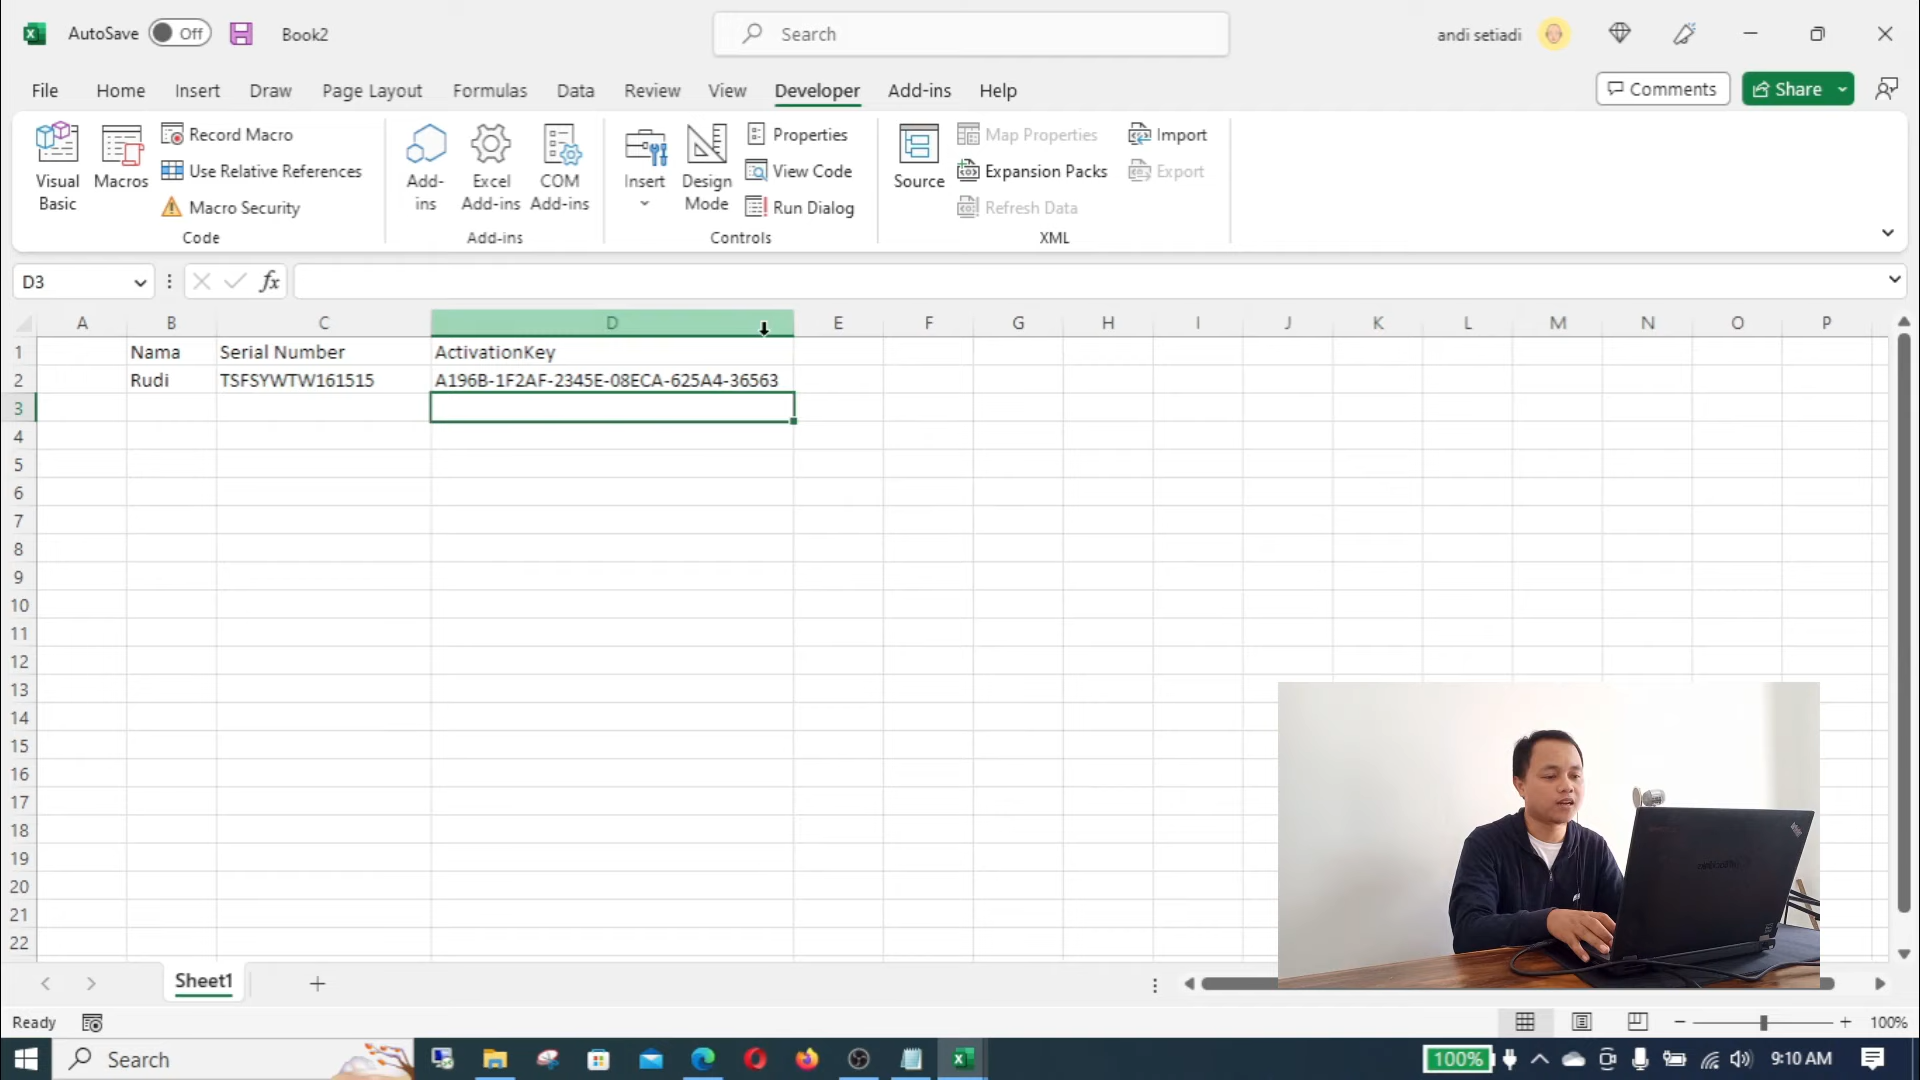 AutoSave Off Book2 Search andi setiadi
File Home Insert Draw Page Layout Formulas Data Review View Developer Add-ins Help Comments Share
Visual Basic
Macros
Record Macro
Use Relative References
Macro Security
Code
Add-ins
Excel Add-ins
COM Add-ins
Add-ins
Insert
Design Mode
Properties
View Code
Run Dialog
Controls
Source
Map Properties
Expansion Packs
Refresh Data
Import
Export
XML
D3 fx
A B C D E F G H I J K L M N O P
1 Nama Serial Number ActivationKey
2 Rudi TSFSYWTW161515 A196B-1F2AF-2345E-08ECA-625A4-36563
3
4
5
6
7
8
9
10
11
12
13
14
15
16
17
18
19
20
21
22
Sheet1
Ready 100%
Search 100% 9:10 AM